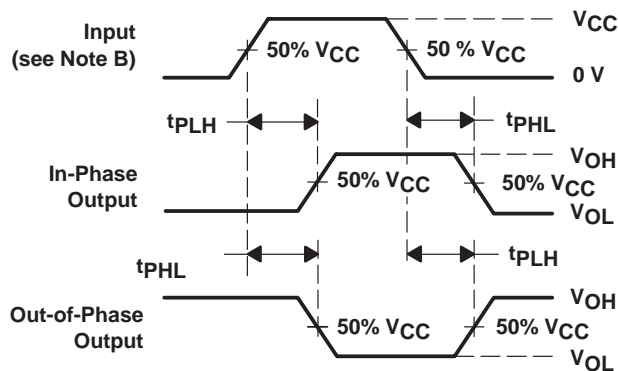 Input
(see Note B)
50% VCC
50 % VCC
VCC
0 V
tPLH
tPHL
In-Phase
Output
50% VCC
50% VCC
VOH
VOL
tPHL
tPLH
Out-of-Phase
Output
50% VCC
50% VCC
VOH
VOL